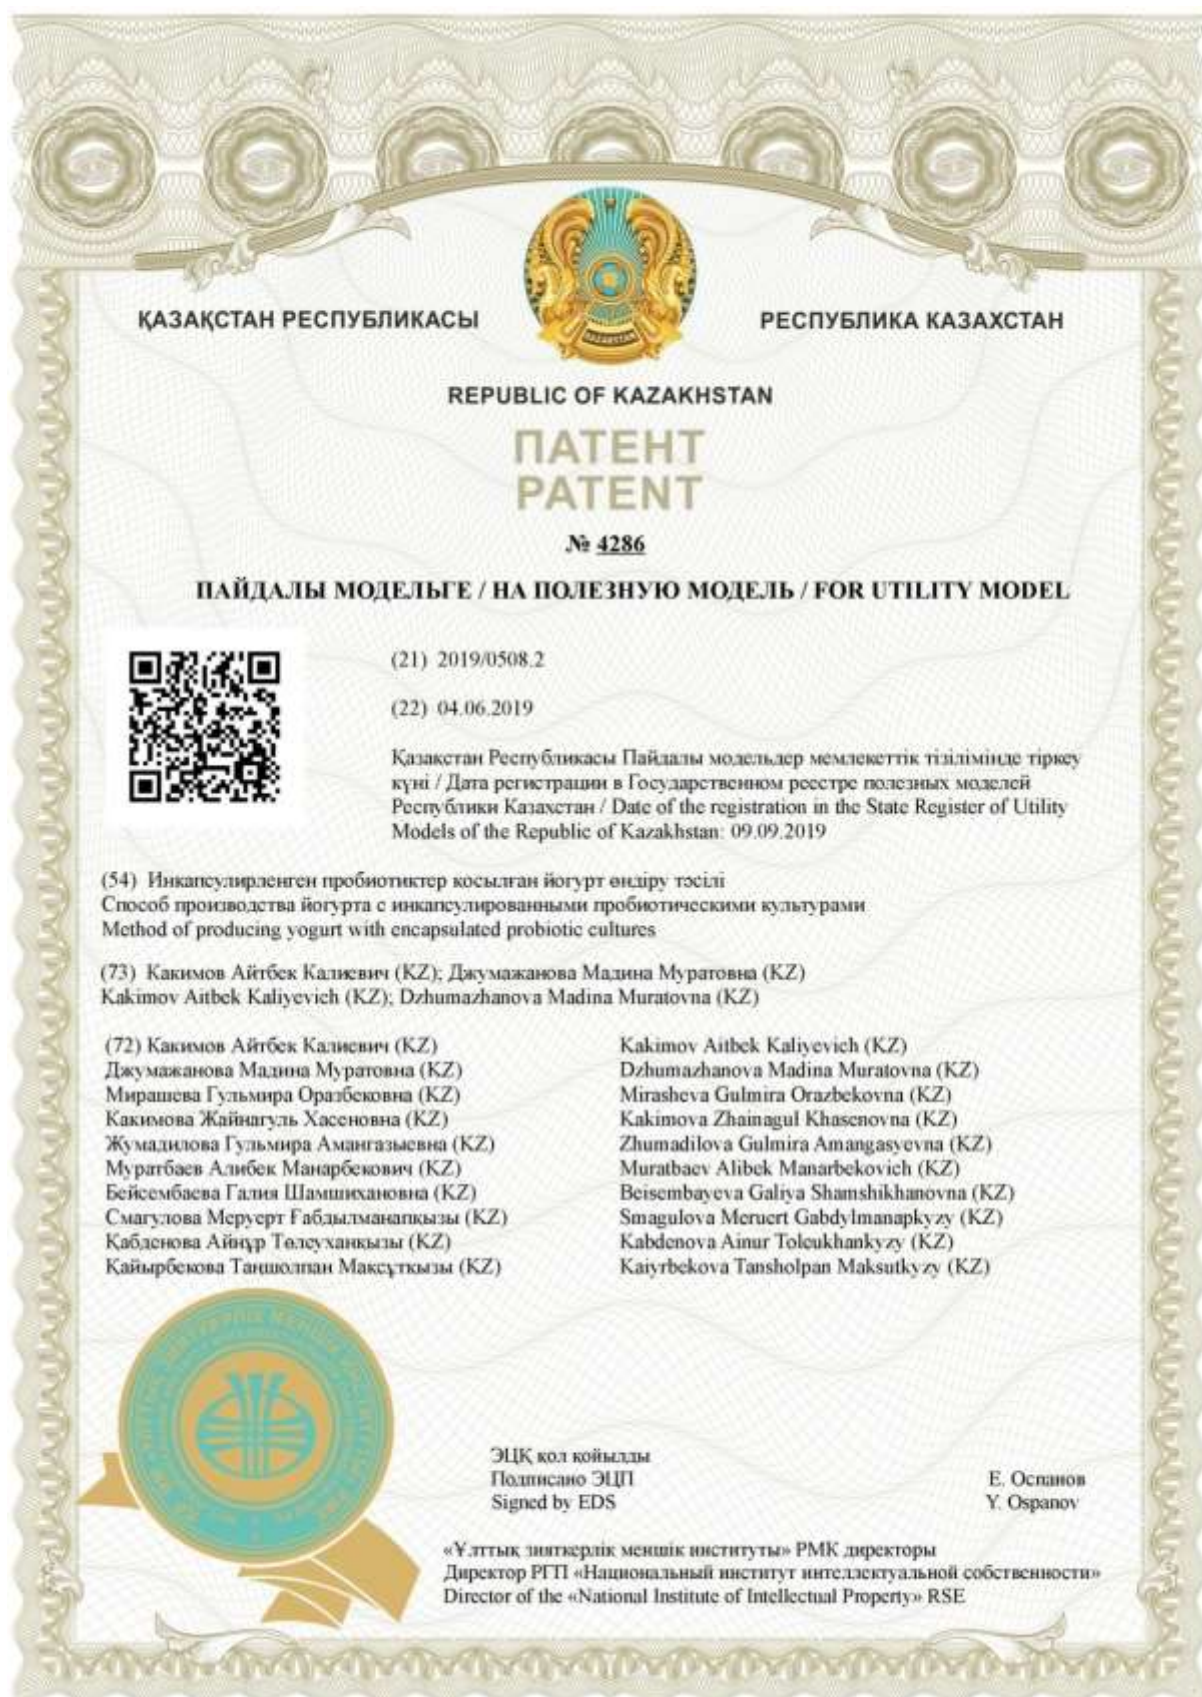 ҚАЗАҚСТАН РЕСПУБЛИКАСЫ
РЕСПУБЛИКА КАЗАХСТАН
REPUBLIC OF KAZAKHSTAN
ПАТЕНТ
PATENT
№ 4286
ПАЙДАЛЫ МОДЕЛЬГЕ / НА ПОЛЕЗНУЮ МОДЕЛЬ / FOR UTILITY MODEL
(21) 2019/0508.2
(22) 04.06.2019
Қазақстан Республикасы Пайдалы модельдер мемлекеттік тізілімінде тіркеу
күні / Дата регистрации в Государственном реестре полезных моделей
Республики Казахстан / Date of the registration in the State Register of Utility
Models of the Republic of Kazakhstan: 09.09.2019
(54) Инкапсулирленген пробиотиктер қосылған йогурт өндіру тәсілі
Способ производства йогурта с инкапсулированными пробиотическими культурами
Method of producing yogurt with encapsulated probiotic cultures
(73) Какимов Айтбек Калиевич (KZ); Джумажанова Мадина Муратовна (KZ)
Kakimov Aitbek Kaliyevich (KZ); Dzhumazhanova Madina Muratovna (KZ)
(72) Какимов Айтбек Калиевич (KZ)
Джумажанова Мадина Муратовна (KZ)
Мирашева Гульмира Оразбековна (KZ)
Какимова Жайнагуль Хасеновна (KZ)
Жумадилова Гульмира Амангазыевна (KZ)
Муратбаев Алибек Манарбекович (KZ)
Бейсембаева Галия Шамшихановна (KZ)
Смагулова Меруерт Ғабдылманапқызы (KZ)
Қабденова Айнұр Төлеуханқызы (KZ)
Қайырбекова Таңшолпан Мақсұтқызы (KZ)
Kakimov Aitbek Kaliyevich (KZ)
Dzhumazhanova Madina Muratovna (KZ)
Mirasheva Gulmira Orazbekovna (KZ)
Kakimova Zhainagul Khasenovna (KZ)
Zhumadilova Gulmira Amangasyevna (KZ)
Muratbaev Alibek Manarbekovich (KZ)
Beisembayeva Galiya Shamshikhanovna (KZ)
Smagulova Meruert Gabdylmanapkyzy (KZ)
Kabdenova Ainur Toleukhankyzy (KZ)
Kaiyrbekova Tansholpan Maksutkyzy (KZ)
ЭЦҚ қол қойылды
Подписано ЭЦП
Signed by EDS
Е. Оспанов
Y. Ospanov
«Ұлттық зияткерлік меншік институты» РМК директоры
Директор РГП «Национальный институт интеллектуальной собственности»
Director of the «National Institute of Intellectual Property» RSE